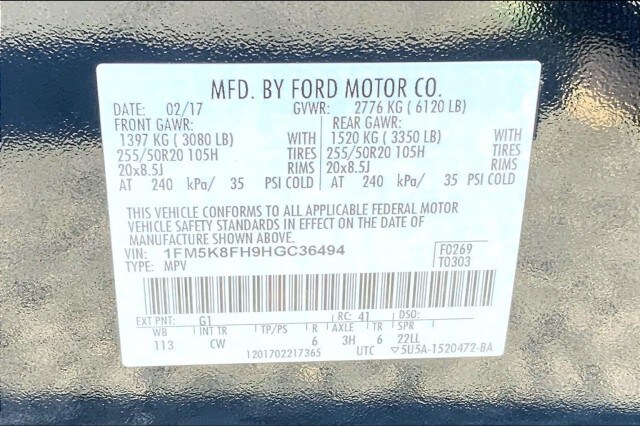 MFD. BY FORD MOTOR CO.
DATE: 02/17 GVWR: 2776 KG ( 6120 LB)
FRONT GAWR: REAR GAWR:
1397 KG ( 3080 LB) WITH 1520 KG ( 3350 LB) WITH
255/50R20 105H TIRES 255/50R20 105H TIRES
20x8.5J RIMS 20x8.5J RIMS
AT 240 kPa/ 35 PSI COLD AT 240 kPa/ 35 PSI COLD
THIS VEHICLE CONFORMS TO ALL APPLICABLE FEDERAL MOTOR
VEHICLE SAFETY STANDARDS IN EFFECT ON THE DATE OF
MANUFACTURE SHOWN ABOVE.
VIN: 1FM5K8FH9HGC36494 F0269
TYPE: MPV T0303
EXT PNT: G1 RC: 41 DSO:
WB INT TR TP/PS R AXLE TR SPR
113 CW 6 3H 6 22LL
1201702217365 UTC ▽5U5A-1520472-BA